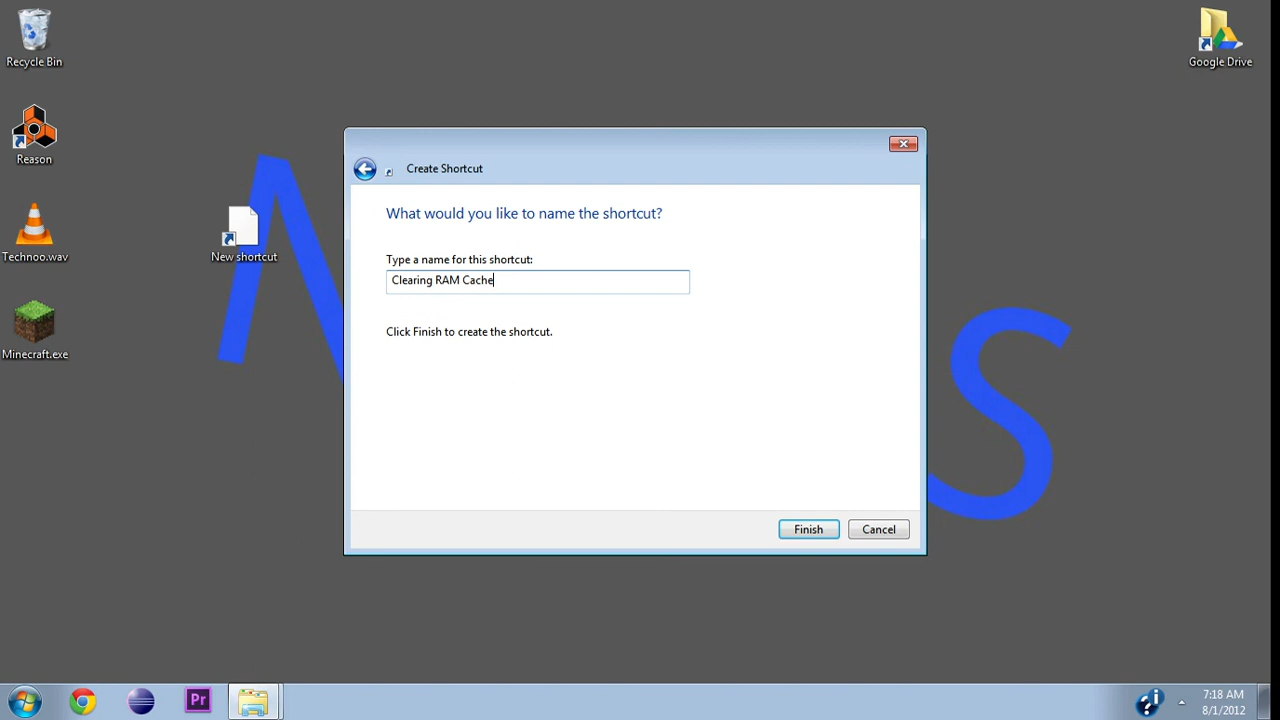 Recycle Bin
Google Drive
Reason
Create Shortcut
What would you like to name the shortcut?
Technoo.wav
New shortcut
Type a name for this shortcut:
Clearing RAM Cache
Click Finish to create the shortcut.
Minecraft.exe
S
Finish
Cancel
Pr
7:18 AM
8/1/2012